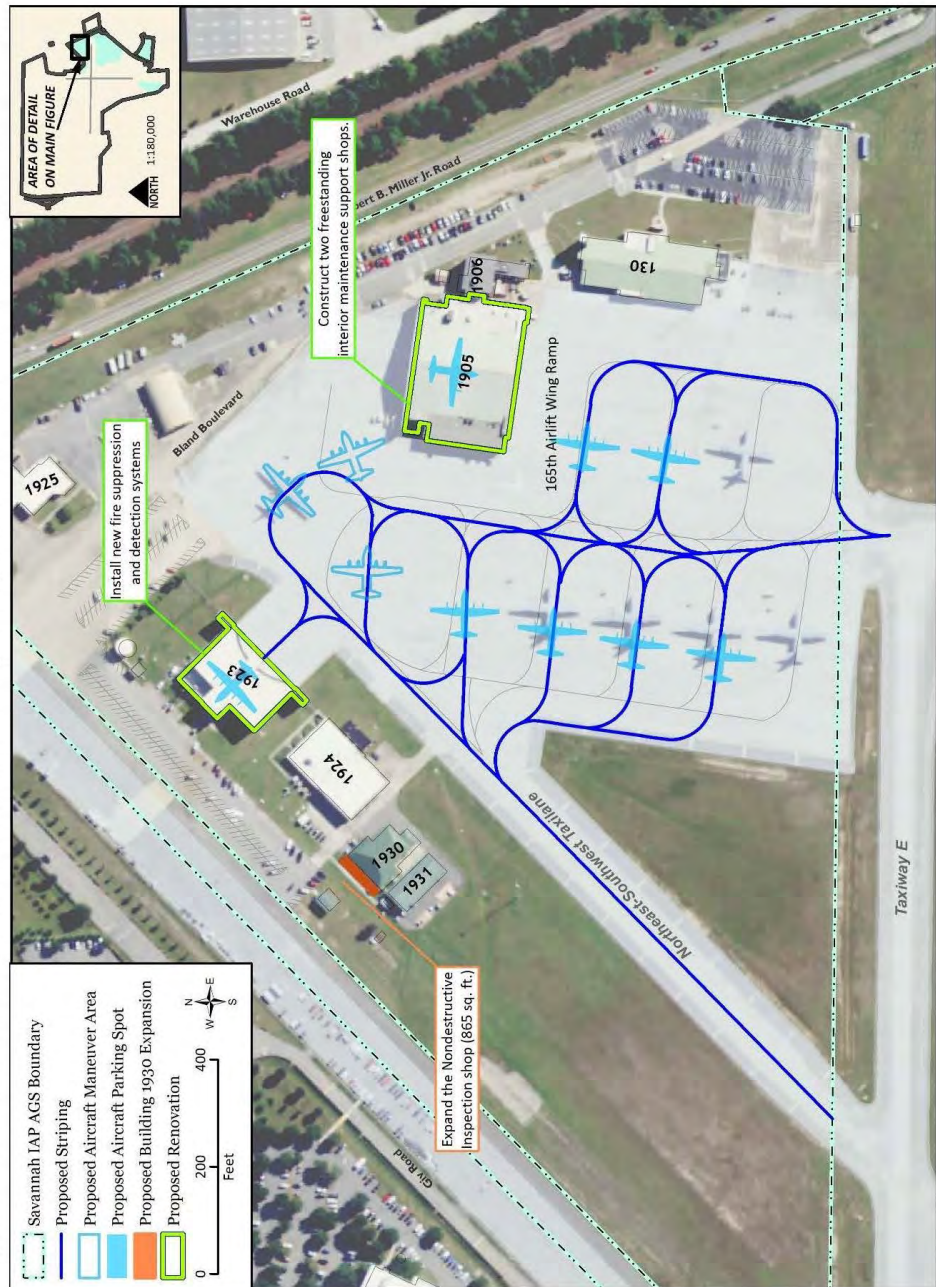 Savannah IAP AGS Boundary
Proposed Striping
Proposed Aircraft Maneuver Area
Proposed Aircraft Parking Spot
Proposed Building 1930 Expansion
Proposed Renovation
0 200 400
Feet
N
W E
S
AREA OF DETAIL
ON MAIN FIGURE
NORTH 1:180,000
Warehouse Road
bert B. Miller Jr. Road
Construct two freestanding
interior maintenance support shops.
Install new fire suppression
and detection systems
Bland Boulevard
1925
1923
1924
1930
1931
1905
1906
130
165th Airlift Wing Ramp
Expand the Nondestructive
Inspection shop (865 sq. ft.)
Northeast-Southwest Taxilane
Taxiway E
Giv Road